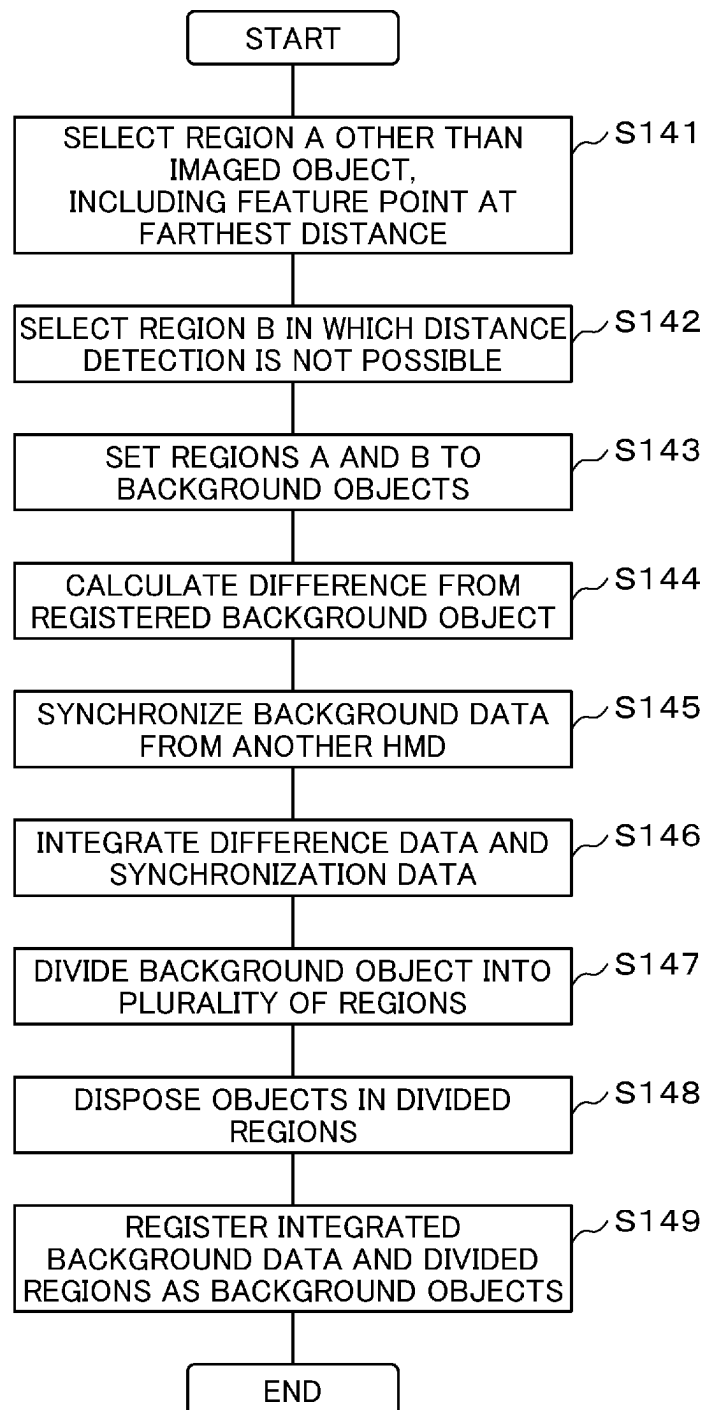 START
SELECT REGION A OTHER THAN
IMAGED OBJECT,
INCLUDING FEATURE POINT AT
FARTHEST DISTANCE
S141
SELECT REGION B IN WHICH DISTANCE
DETECTION IS NOT POSSIBLE
S142
SET REGIONS A AND B TO
BACKGROUND OBJECTS
S143
CALCULATE DIFFERENCE FROM
REGISTERED BACKGROUND OBJECT
S144
SYNCHRONIZE BACKGROUND DATA
FROM ANOTHER HMD
S145
INTEGRATE DIFFERENCE DATA AND
SYNCHRONIZATION DATA
S146
DIVIDE BACKGROUND OBJECT INTO
PLURALITY OF REGIONS
S147
DISPOSE OBJECTS IN DIVIDED
REGIONS
S148
REGISTER INTEGRATED
BACKGROUND DATA AND DIVIDED
REGIONS AS BACKGROUND OBJECTS
S149
END